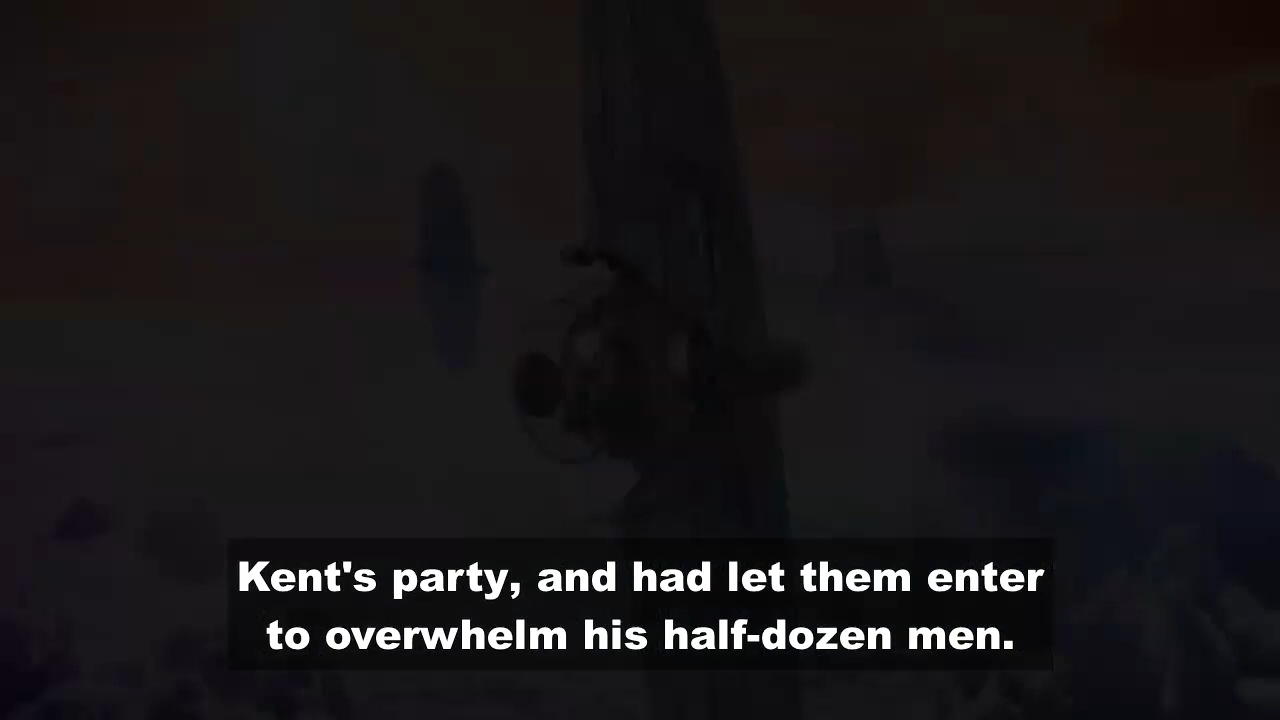 Kent's party, and had let them enter
to overwhelm his half-dozen men.